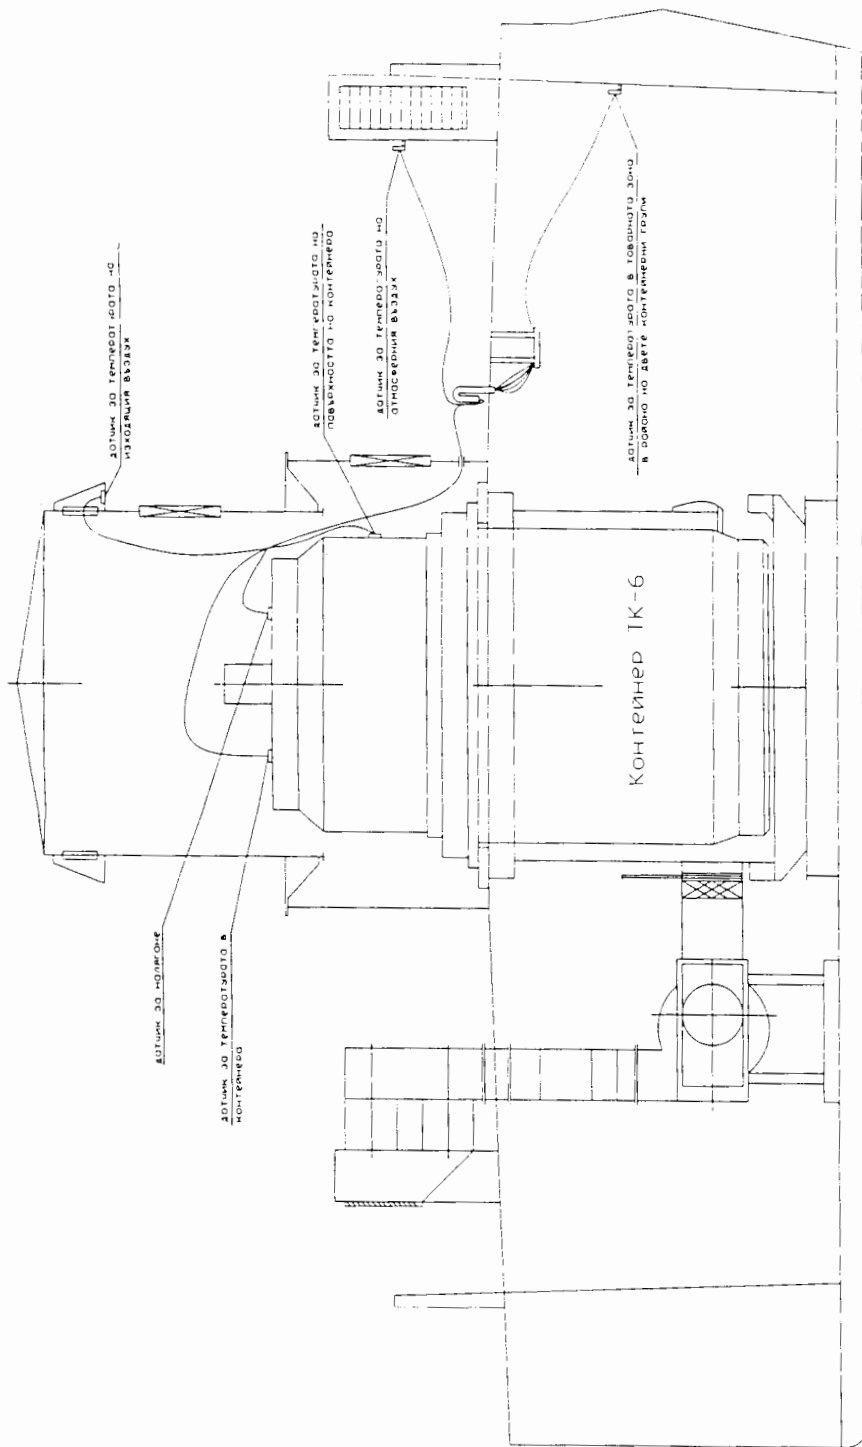 датчик за температурата на
изходящия въздух
датчик за температурата на
повърхността на контейнера
датчик за температурата на
атмосферния въздух
датчик за температурата в товарната зона
в района на двете контейнерни групи
Контейнер ТК-6
датчик за налягане
датчик за температурата в
контейнера